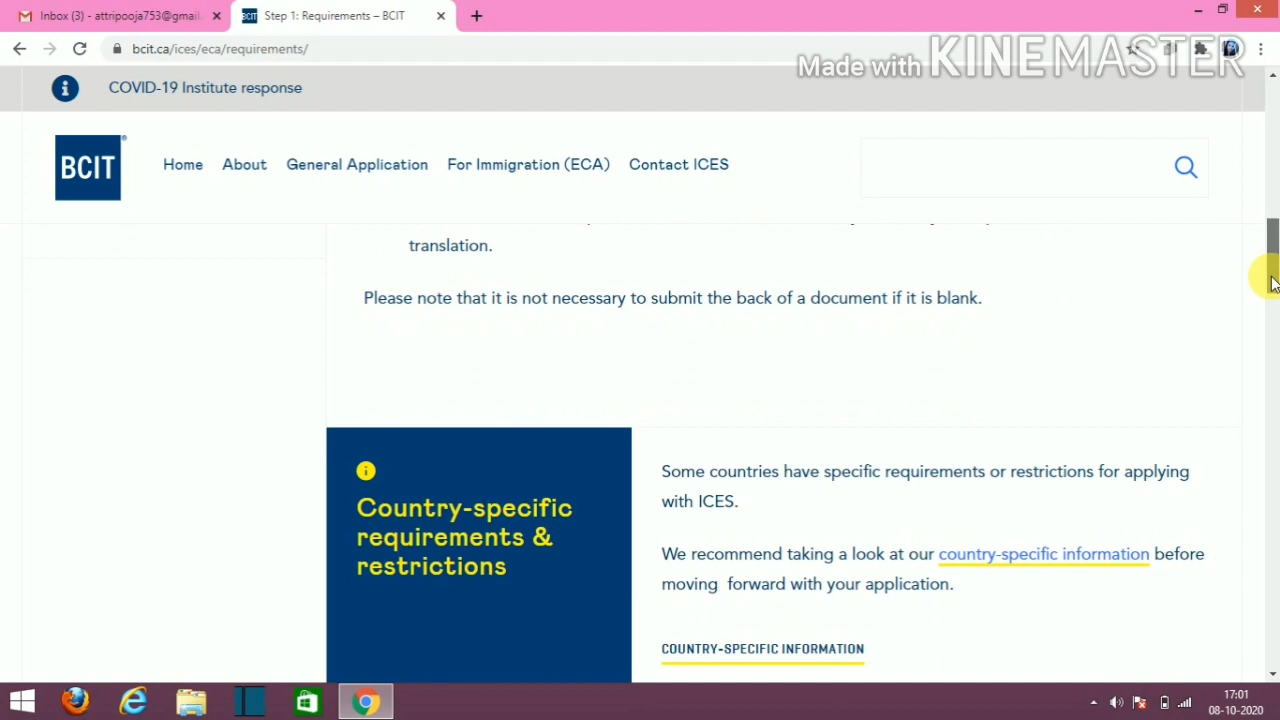 Inbox (3) - attripooja753@gmail.
Step 1: Requirements – BCIT
bcit.ca/ices/eca/requirements/
Made with KINEMASTER
COVID-19 Institute response
BCIT
Home
About
General Application
For Immigration (ECA)
Contact ICES
translation.
Please note that it is not necessary to submit the back of a document if it is blank.
Country-specific
requirements &
restrictions
Some countries have specific requirements or restrictions for applying
with ICES.
We recommend taking a look at our country-specific information before
moving forward with your application.
COUNTRY-SPECIFIC INFORMATION
17:01
08-10-2020